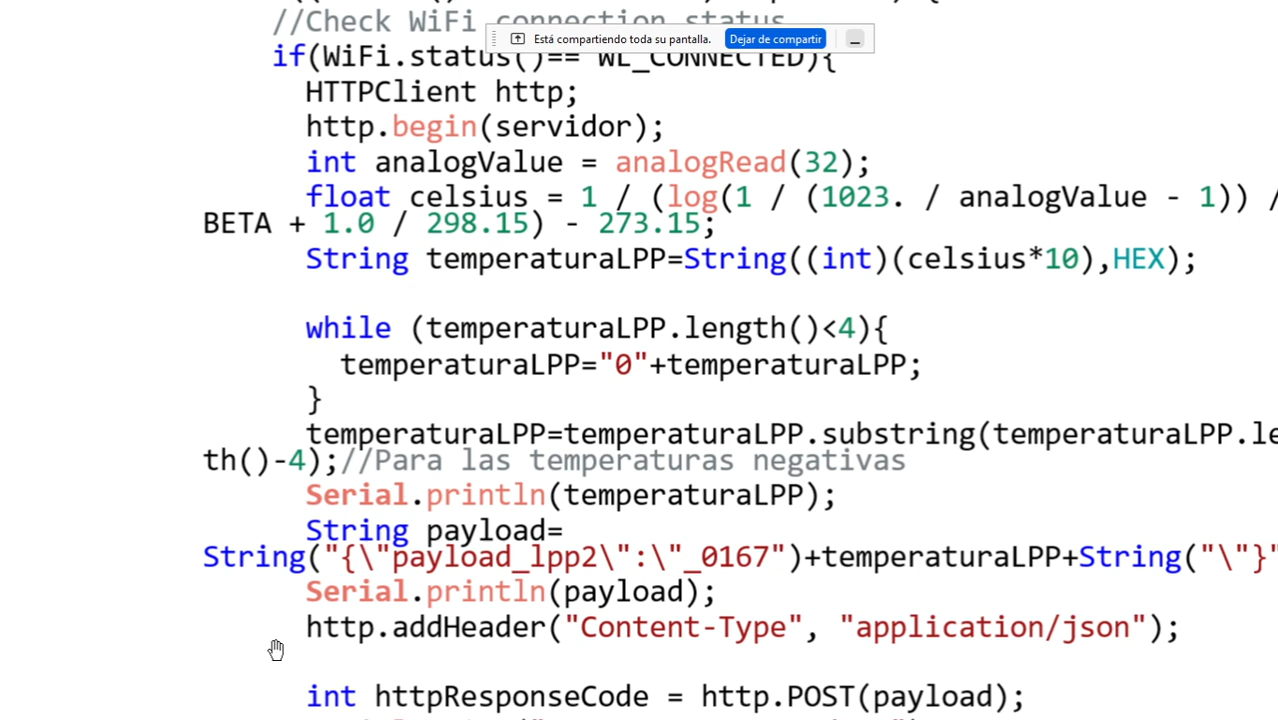 //Check WiFi connection status
Está compartiendo toda su pantalla. Dejar de compartir
if(WiFi.status()== WL_CONNECTED){
HTTPClient http;
http.begin(servidor);
int analogValue = analogRead(32);
float celsius = 1 / (log(1 / (1023. / analogValue - 1)) /
BETA + 1.0 / 298.15) - 273.15;
String temperaturaLPP=String((int)(celsius*10),HEX);
while (temperaturaLPP.length()<4){
temperaturaLPP="0"+temperaturaLPP;
}
temperaturaLPP=temperaturaLPP.substring(temperaturaLPP.le
th()-4);//Para las temperaturas negativas
Serial.println(temperaturaLPP);
String payload=
String("{\"payload_lpp2\":\"_0167")+temperaturaLPP+String("\"}"
Serial.println(payload);
http.addHeader("Content-Type", "application/json");
int httpResponseCode = http.POST(payload);